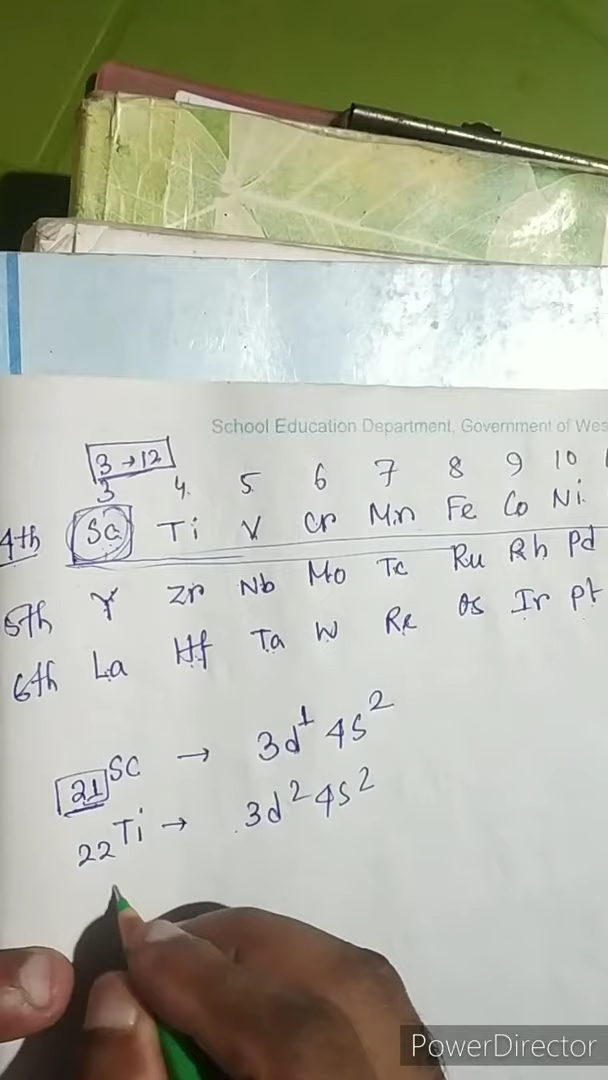 School Education Department, Government of Wes
3 → 12
3 4. 5. 6 7 8 9 10
4th Sc Ti V Cr Mn Fe Co Ni
5th Y Zr Nb Mo Tc Ru Rh Pd
6th La Hf Ta W Re Os Ir Pt
21 Sc → 3d1 4s2
22 Ti → 3d2 4s2
PowerDirector